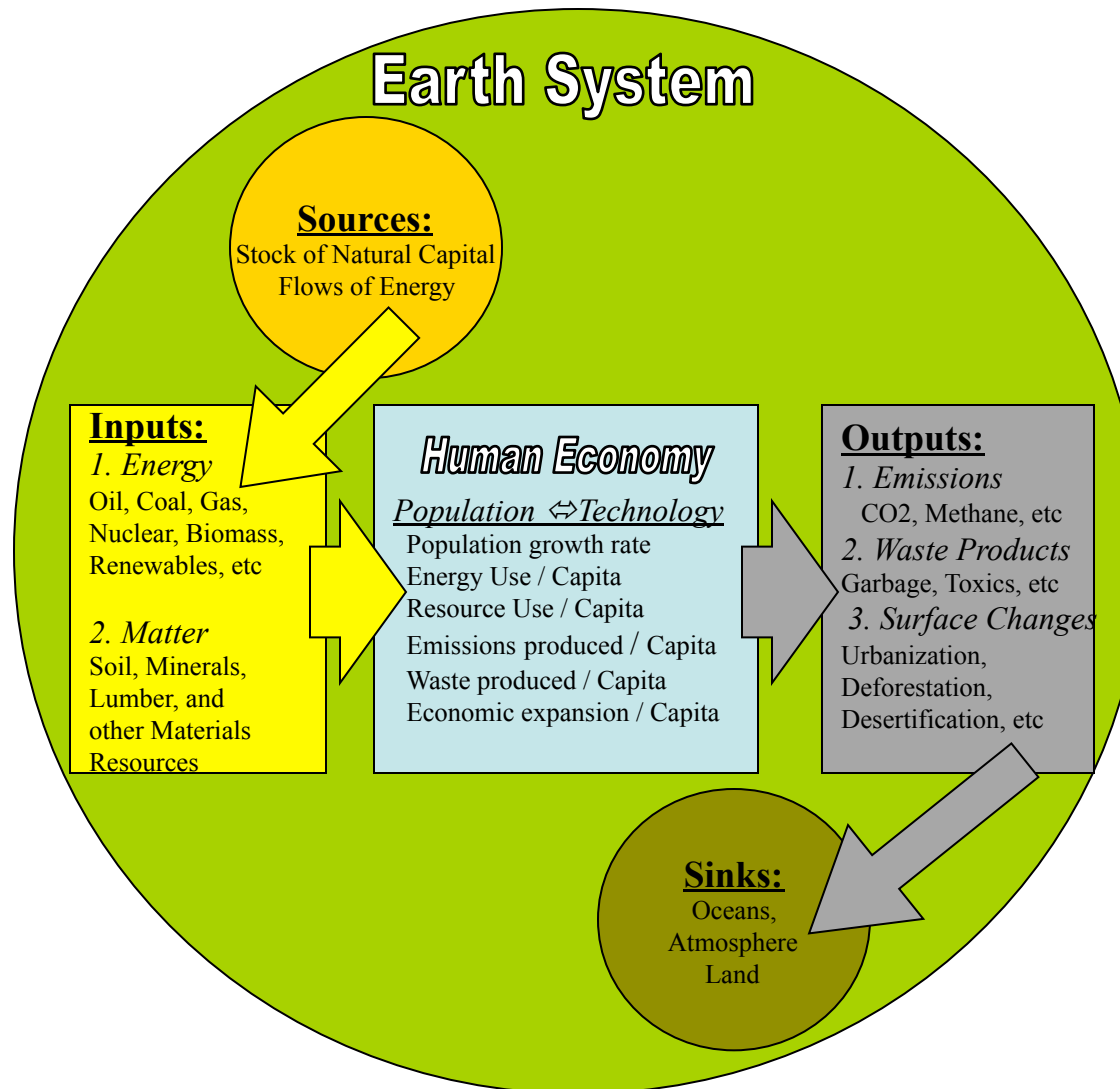 Earth System
Sources:
Stock of Natural Capital
Flows of Energy
Inputs:
1. Energy
Oil, Coal, Gas,
Nuclear, Biomass,
Renewables, etc
2. Matter
Soil, Minerals,
Lumber, and
other Materials
Resources
Human Economy
Population ⇔Technology
Population growth rate
Energy Use / Capita
Resource Use / Capita
Emissions produced / Capita
Waste produced / Capita
Economic expansion / Capita
Outputs:
1. Emissions
CO2, Methane, etc
2. Waste Products
Garbage, Toxics, etc
3. Surface Changes
Urbanization,
Deforestation,
Desertification, etc
Sinks:
Oceans,
Atmosphere
Land